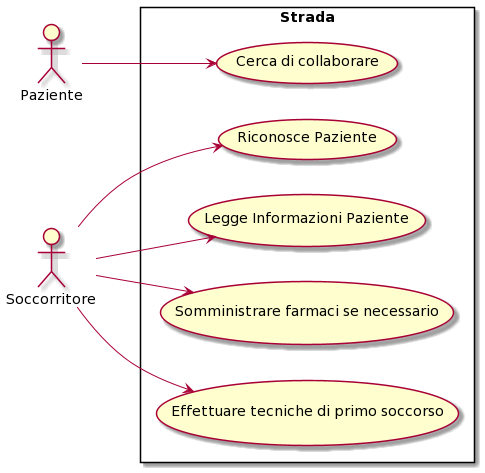 Strada
Paziente
Cerca di collaborare
Riconosce Paziente
Legge Informazioni Paziente
Soccorritore
Somministrare farmaci se necessario
Effettuare tecniche di primo soccorso